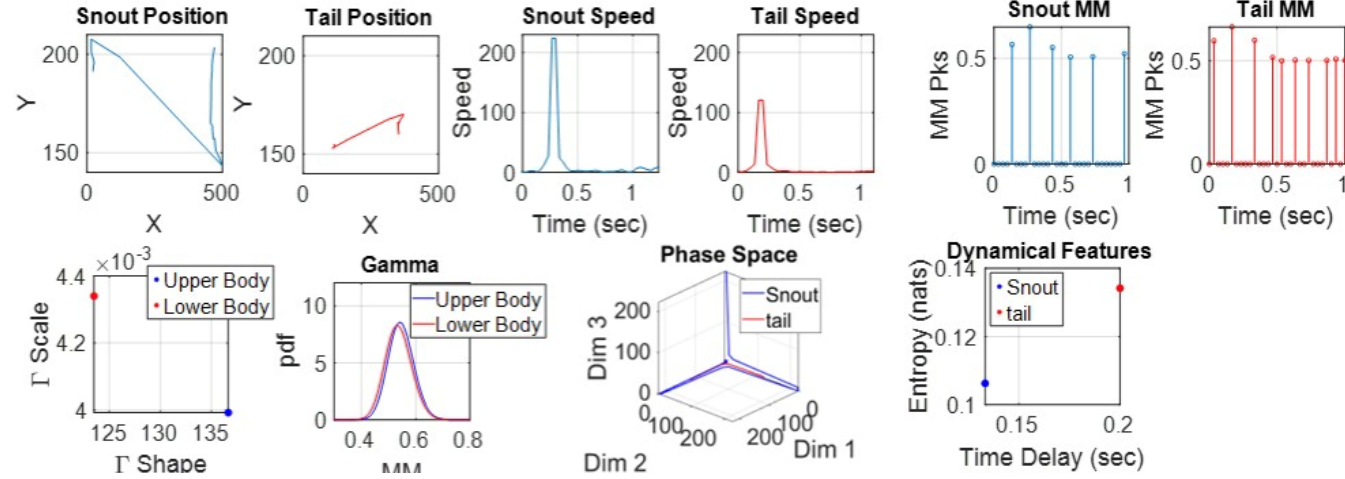 Snout Position
Tail Position
Snout Speed
Tail Speed
Snout MM
Tail MM
200
150
Y
0
500
X
200
150
Y
0
500
X
200
100
0
Speed
0
0.5
1
Time (sec)
200
100
0
Speed
0
0.5
1
Time (sec)
0.5
0
MM Pks
0
0.5
1
Time (sec)
0.5
0
MM Pks
0
0.5
1
Time (sec)
×10⁻³
4.4
4.2
4
Γ Scale
Upper Body
Lower Body
125
130
135
Γ Shape
Gamma
10
5
0
pdf
Upper Body
Lower Body
0.4
0.6
0.8
MM
Phase Space
200
100
0
Dim 3
Snout
tail
0
100
200
Dim 2
200
100
0
Dim 1
Dynamical Features
0.14
0.12
0.1
Entropy (nats)
Snout
tail
0.15
0.2
Time Delay (sec)